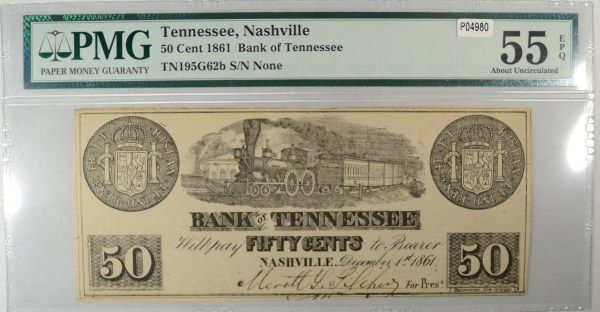 PMG
PAPER MONEY GUARANTY
Tennessee, Nashville
50 Cent 1861 Bank of Tennessee
TN195G62b S/N None
P04980
55 EPQ
About Uncirculated
BANK OF TENNESSEE
Will pay FIFTY CENTS to Bearer
NASHVILLE, December 1st 1861.
50
50
For Prest